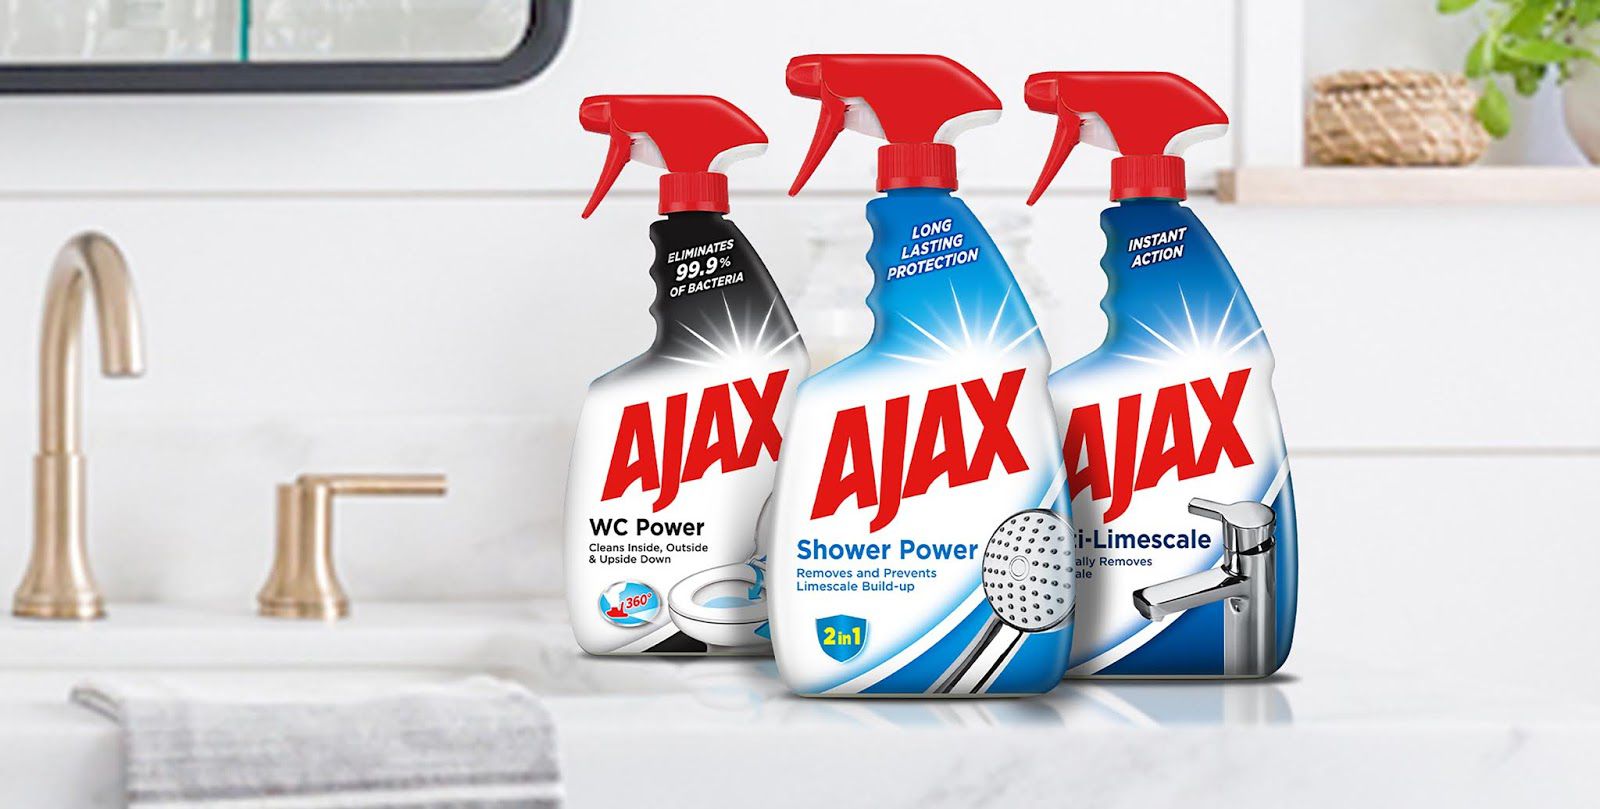 ELIMINATES
99.9%
OF BACTERIA
AJAX
WC Power
Cleans Inside, Outside
& Upside Down
360°
LONG
LASTING
PROTECTION
AJAX
Shower Power
Removes and Prevents
Limescale Build-up
2in1
INSTANT
ACTION
AJAX
i-Limescale
ally Removes
ale